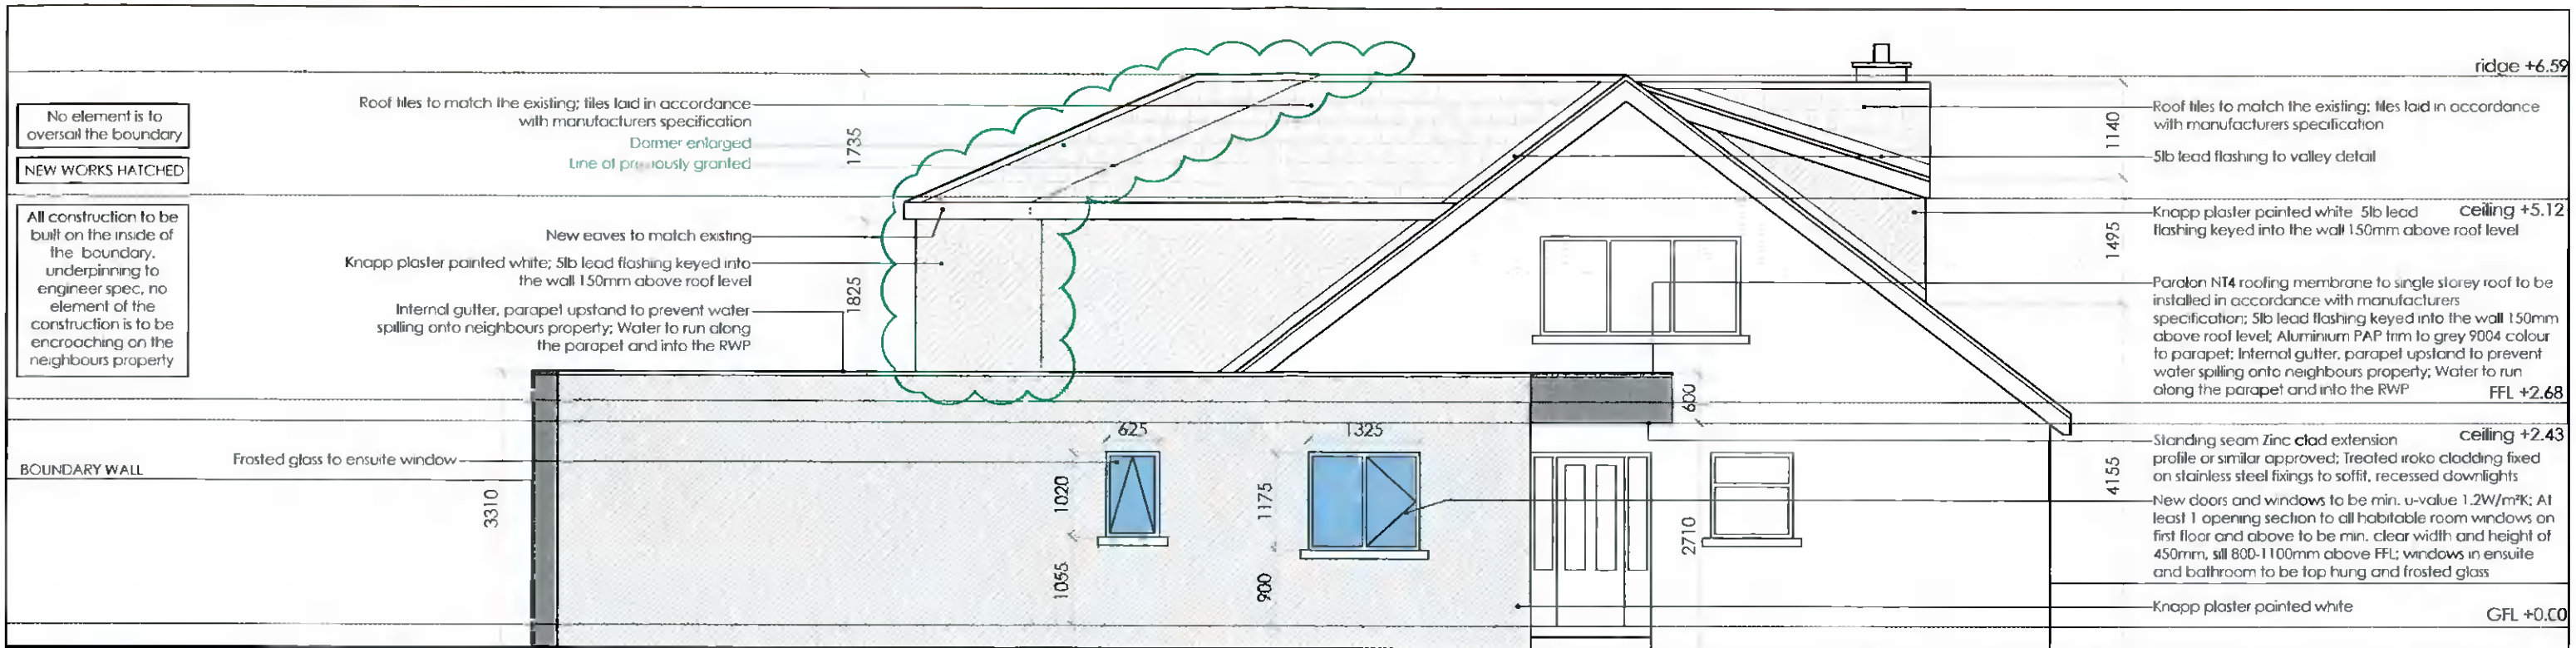 No element is to
oversail the boundary
NEW WORKS HATCHED
All construction to be
built on the inside of
the boundary,
underpinning to
engineer spec, no
element of the
construction is to be
encroaching on the
neighbours property
BOUNDARY WALL
Roof tiles to match the existing; tiles laid in accordance
with manufacturers specification
Dormer enlarged
Line of previously granted
New eaves to match existing
Knapp plaster painted white; 5lb lead flashing keyed into
the wall 150mm above roof level
Internal gutter, parapet upstand to prevent water
spilling onto neighbours property; Water to run along
the parapet and into the RWP
Frosted glass to ensuite window
1735
1825
3310
625
1020
1055
1325
1175
900
600
2710
1140
1495
4155
ridge +6.59
Roof tiles to match the existing; tiles laid in accordance
with manufacturers specification
5lb lead flashing to valley detail
Knapp plaster painted white 5lb lead
flashing keyed into the wall 150mm above roof level
ceiling +5.12
Paralon NT4 roofing membrane to single storey roof to be
installed in accordance with manufacturers
specification; 5lb lead flashing keyed into the wall 150mm
above roof level; Aluminium PAP trim to grey 9004 colour
to parapet; Internal gutter, parapet upstand to prevent
water spilling onto neighbours property; Water to run
along the parapet and into the RWP
FFL +2.68
Standing seam Zinc clad extension
profile or similar approved; Treated iroko cladding fixed
on stainless steel fixings to soffit, recessed downlights
ceiling +2.43
New doors and windows to be min. u-value 1.2W/m²K; At
least 1 opening section to all habitable room windows on
first floor and above to be min. clear width and height of
450mm, sill 800-1100mm above FFL; windows in ensuite
and bathroom to be top hung and frosted glass
Knapp plaster painted white
GFL +0.00